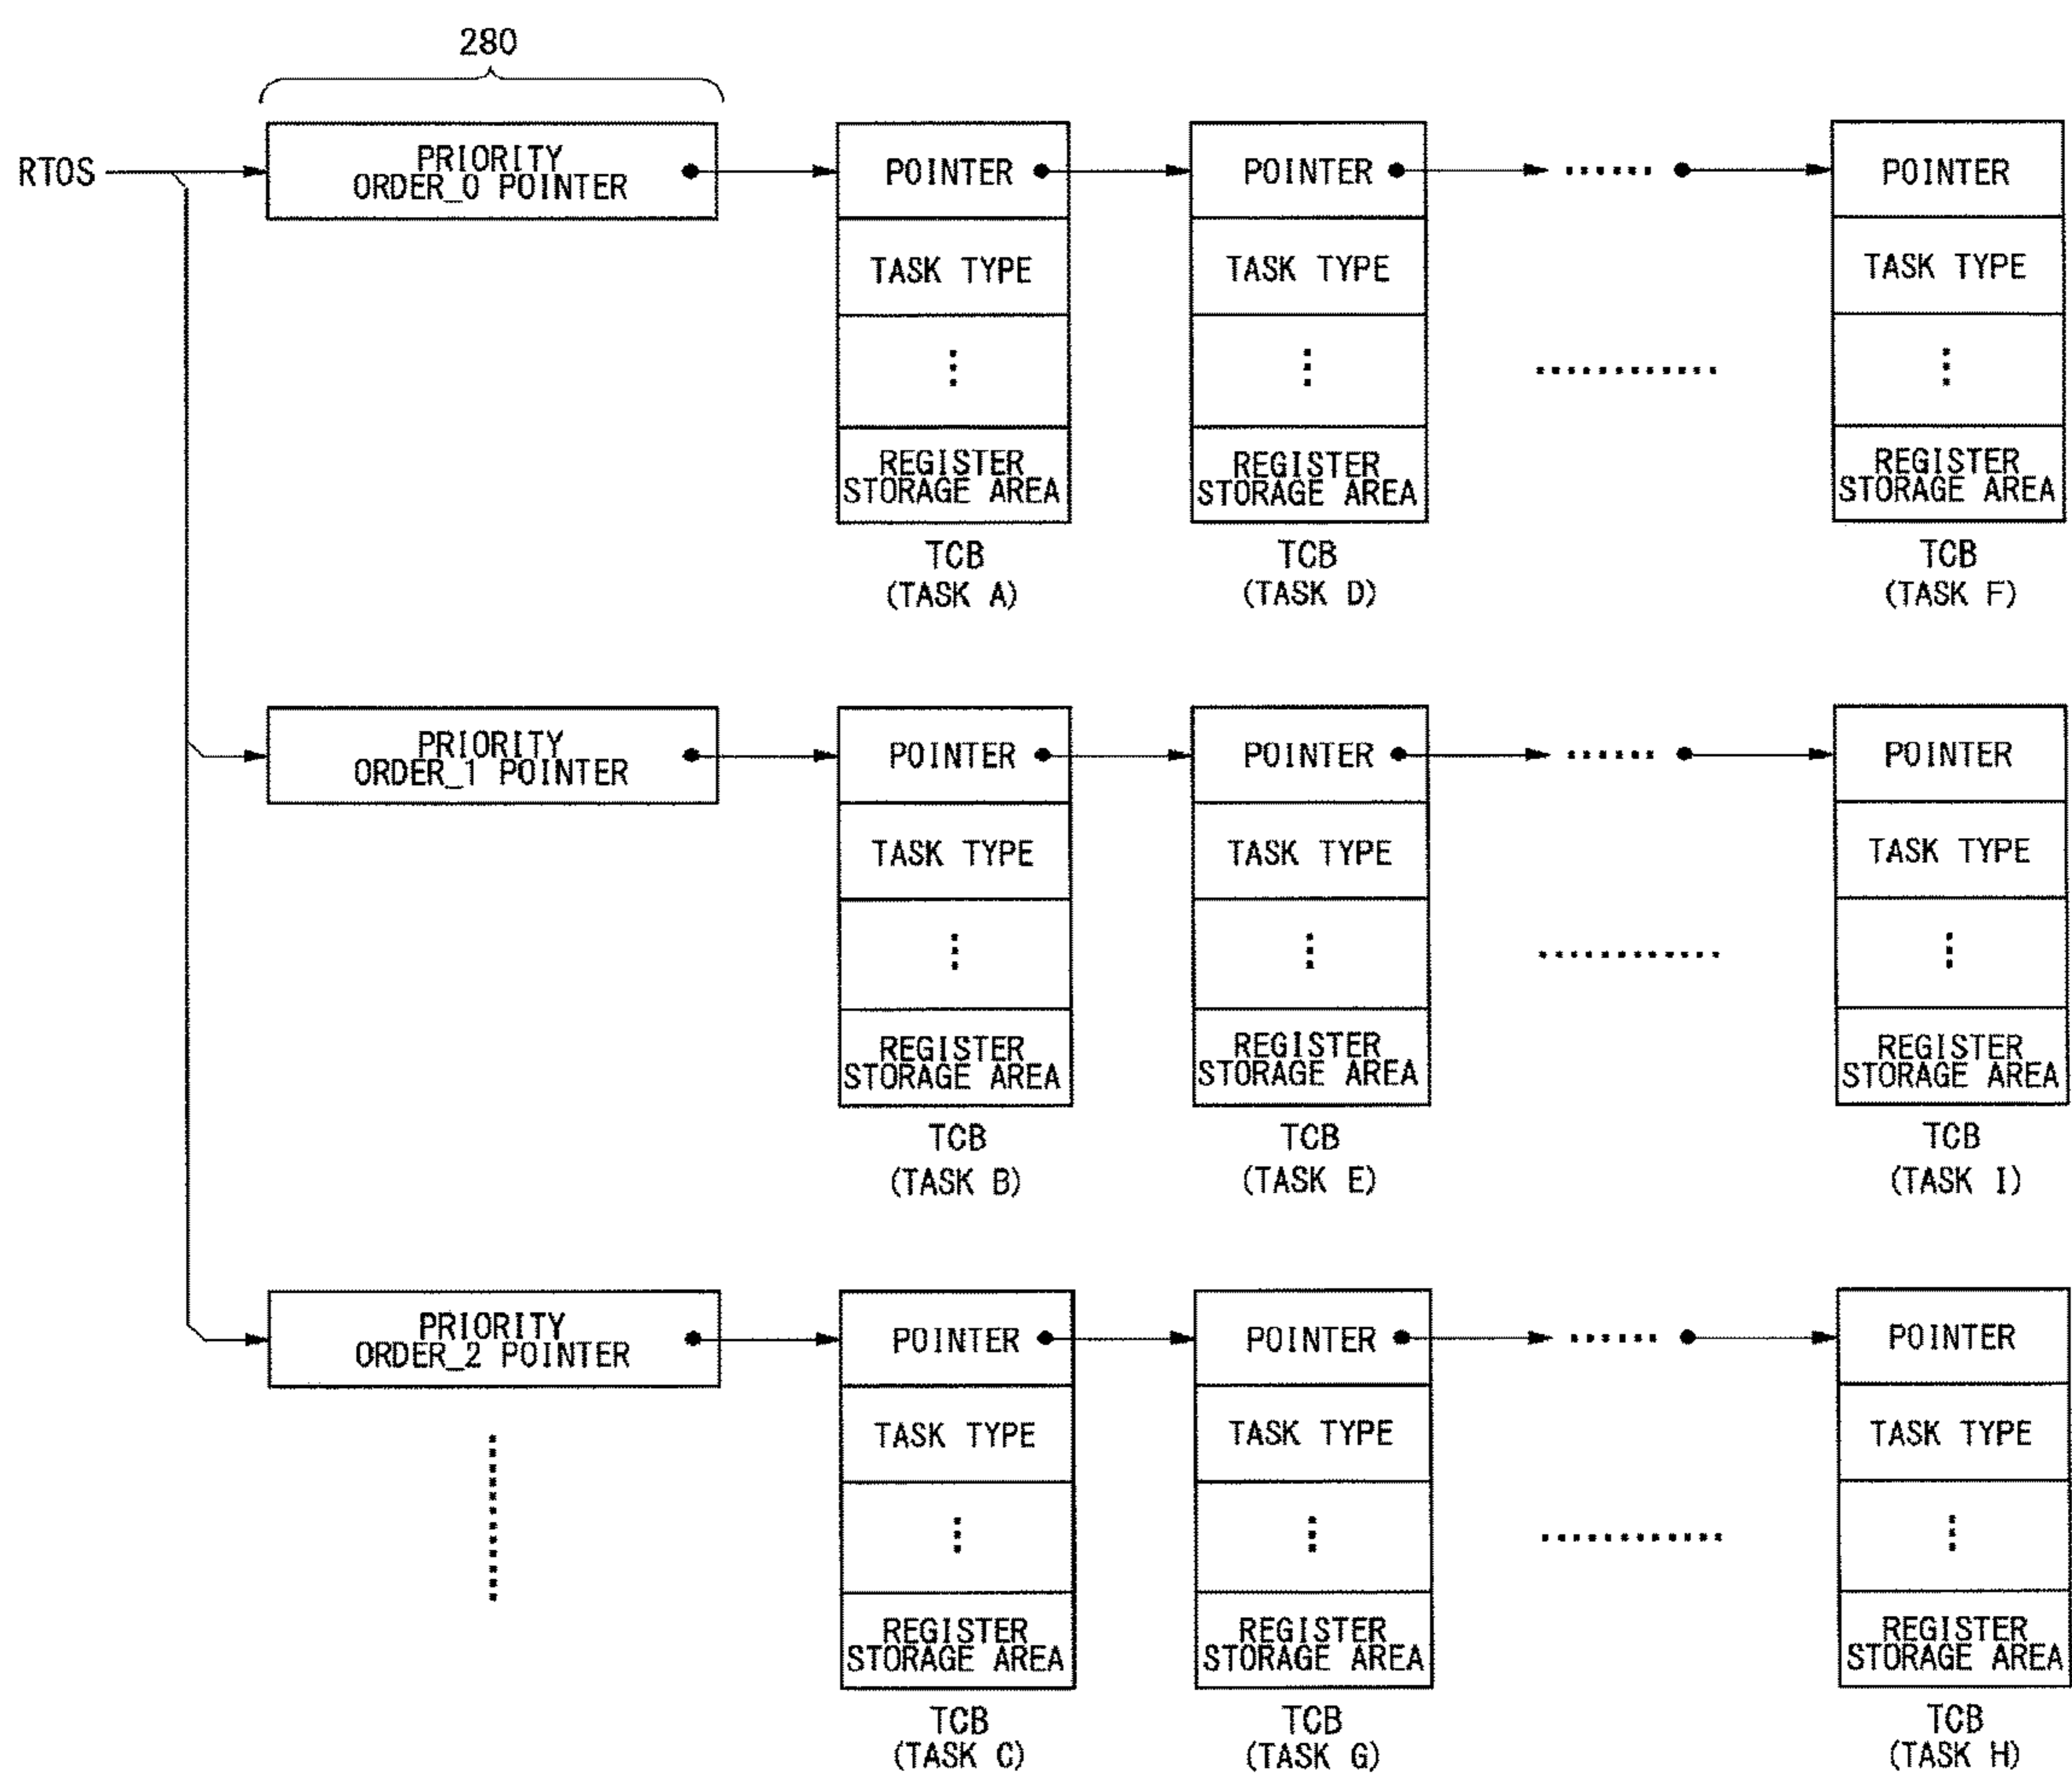 280
RTOS
PRIORITY
ORDER_0 POINTER
POINTER
TASK TYPE
REGISTER
STORAGE AREA
TCB
(TASK A)
POINTER
TASK TYPE
REGISTER
STORAGE AREA
TCB
(TASK D)
POINTER
TASK TYPE
REGISTER
STORAGE AREA
TCB
(TASK F)
PRIORITY
ORDER_1 POINTER
POINTER
TASK TYPE
REGISTER
STORAGE AREA
TCB
(TASK B)
POINTER
TASK TYPE
REGISTER
STORAGE AREA
TCB
(TASK E)
POINTER
TASK TYPE
REGISTER
STORAGE AREA
TCB
(TASK I)
PRIORITY
ORDER_2 POINTER
POINTER
TASK TYPE
REGISTER
STORAGE AREA
TCB
(TASK C)
POINTER
TASK TYPE
REGISTER
STORAGE AREA
TCB
(TASK G)
POINTER
TASK TYPE
REGISTER
STORAGE AREA
TCB
(TASK H)